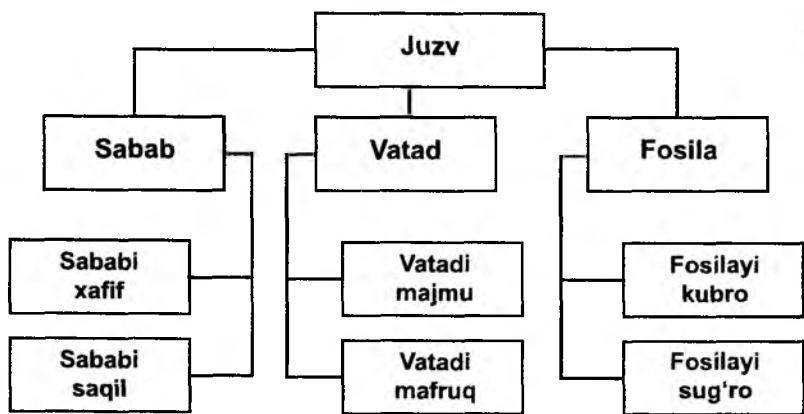 Juzv
Sabab
Vatad
Fosila
Sababi
xafif
Vatadi
majmu
Fosilayi
kubro
Sababi
saqil
Vatadi
mafruq
Fosilayi
sug‘ro